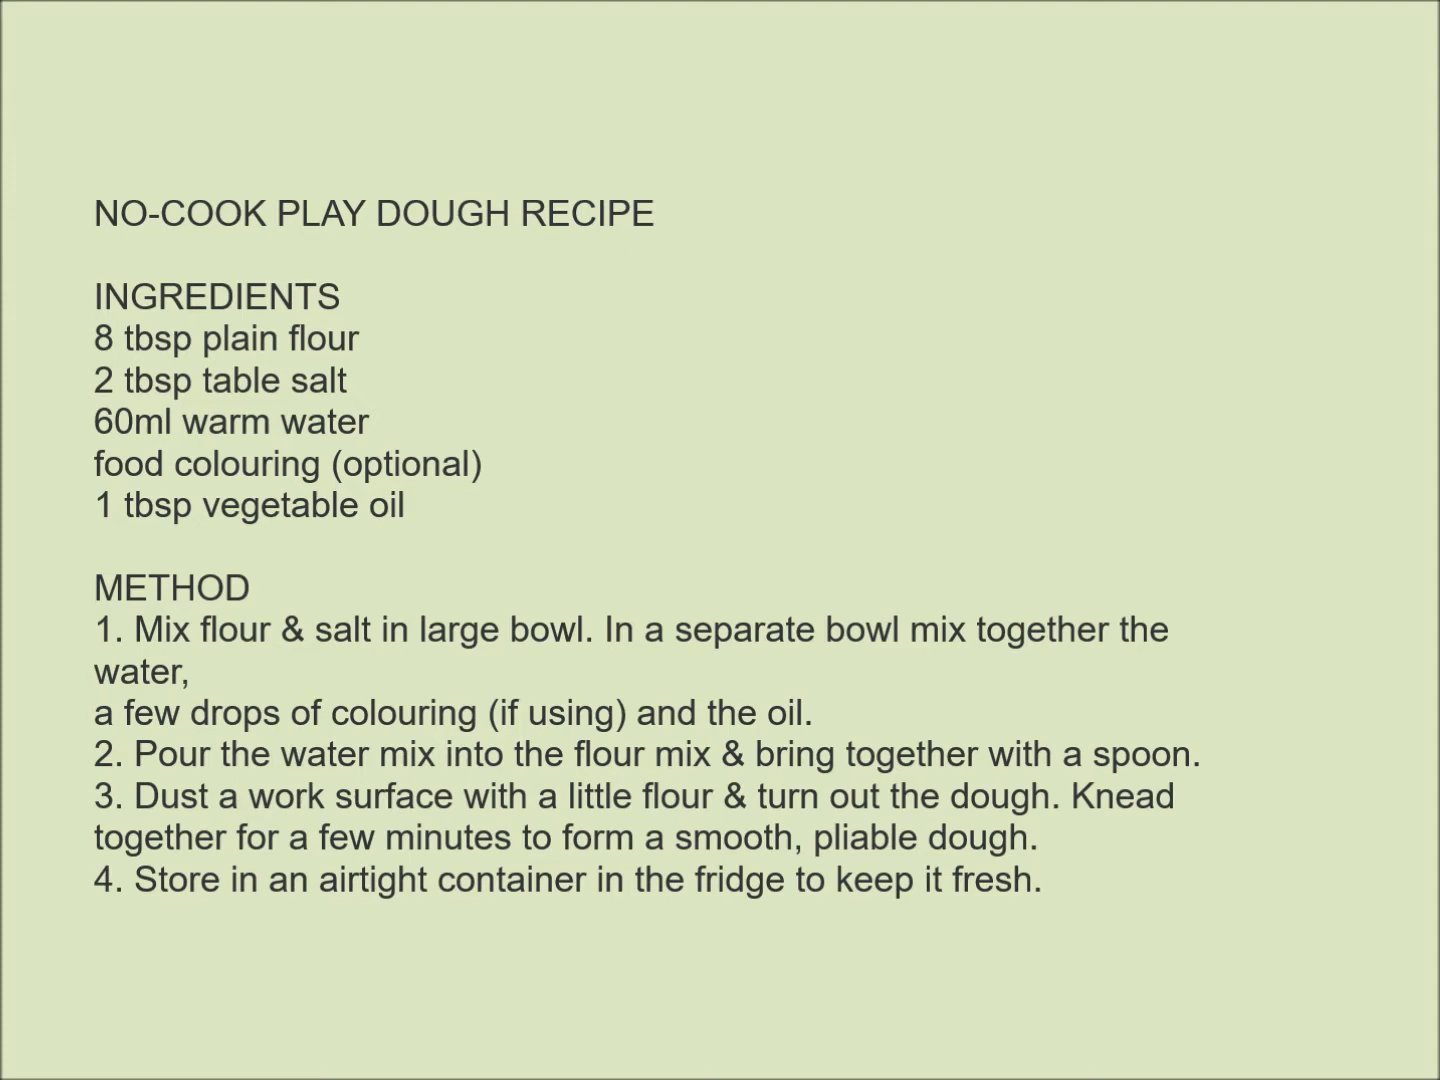 NO-COOK PLAY DOUGH RECIPE
INGREDIENTS
8 tbsp plain flour
2 tbsp table salt
60ml warm water
food colouring (optional)
1 tbsp vegetable oil
METHOD
1. Mix flour & salt in large bowl. In a separate bowl mix together the
water,
a few drops of colouring (if using) and the oil.
2. Pour the water mix into the flour mix & bring together with a spoon.
3. Dust a work surface with a little flour & turn out the dough. Knead
together for a few minutes to form a smooth, pliable dough.
4. Store in an airtight container in the fridge to keep it fresh.